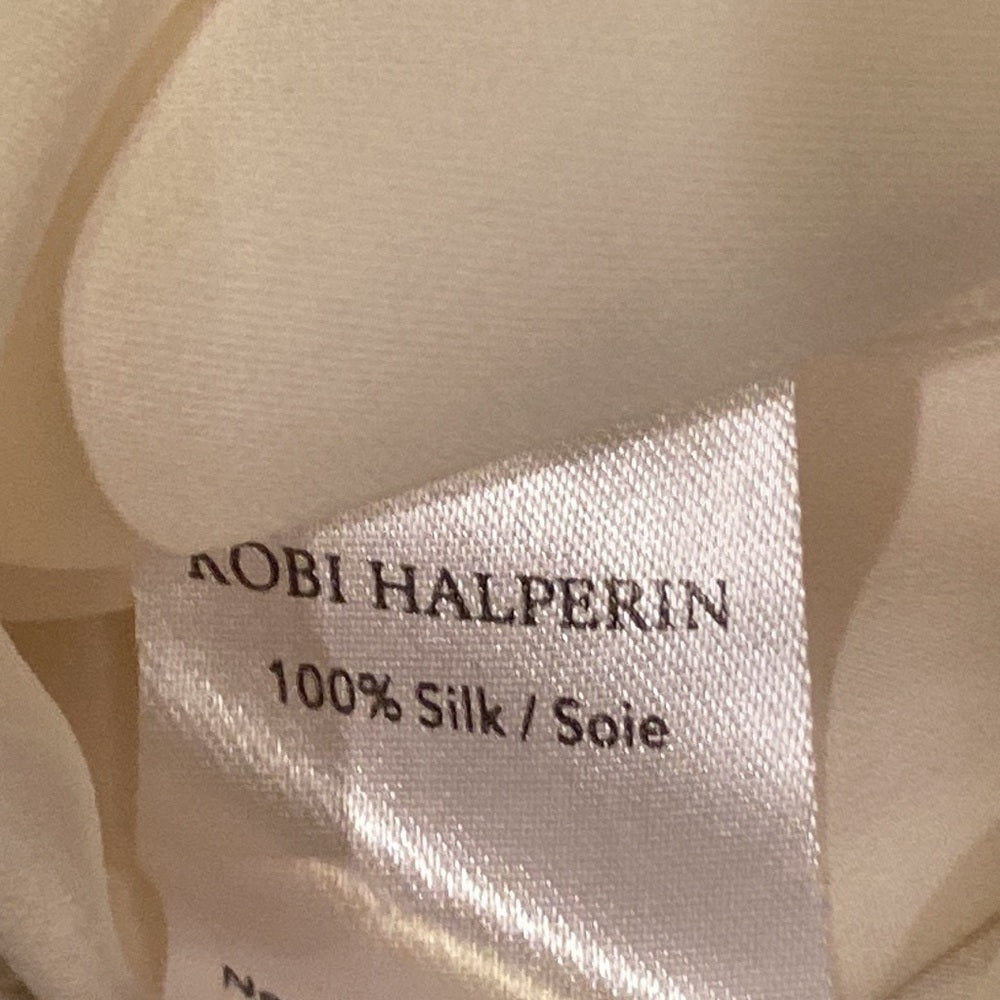 KOBI HALPERIN
100% Silk / Soie